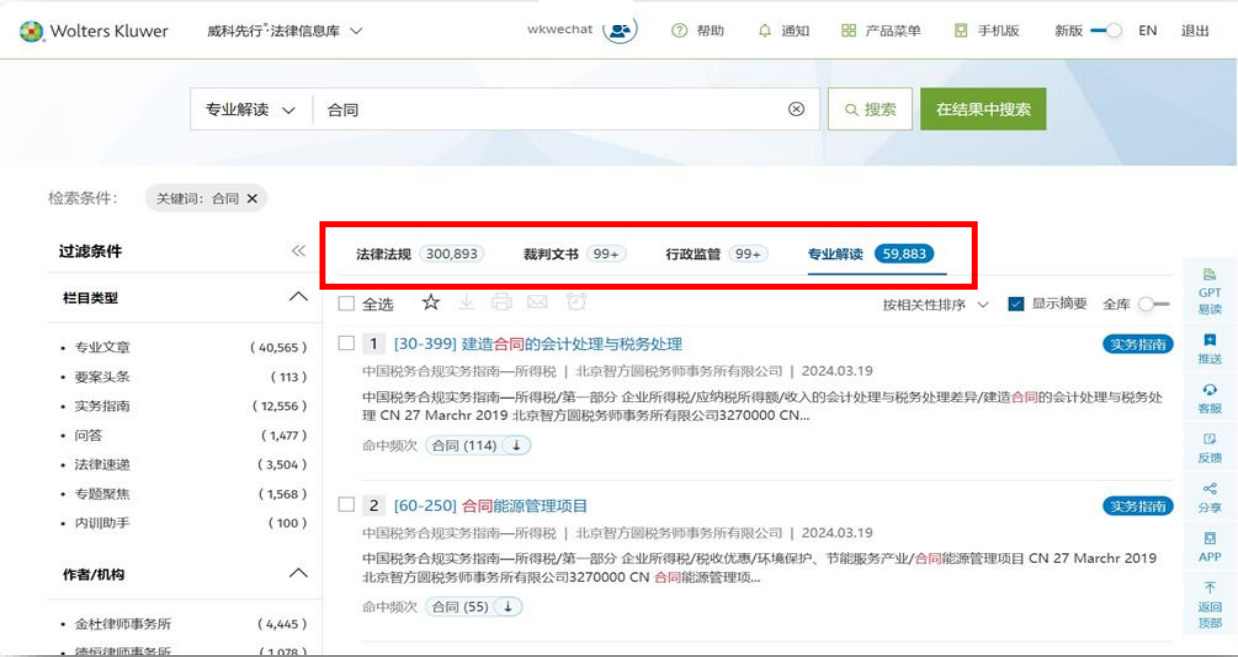 Wolters Kluwer 威科先行®·法律信息库 wkwechat 帮助 通知 产品菜单 手机版 新版 EN 退出
专业解读 合同 搜索 在结果中搜索
检索条件： 关键词：合同
过滤条件
法律法规 300,893 裁判文书 99+ 行政监管 99+ 专业解读 59,883
栏目类型
全选 按相关性排序 显示摘要 全库
专业文章 (40,565)
要案头条 (113)
实务指南 (12,556)
问答 (1,477)
法律速递 (3,504)
专题聚焦 (1,568)
内训助手 (100)
作者/机构
金杜律师事务所 (4,445)
德恒律师事务所 (1,078)
1 [30-399] 建造合同的会计处理与税务处理 实务指南
中国税务合规实务指南—所得税 | 北京智方圆税务师事务所有限公司 | 2024.03.19
中国税务合规实务指南—所得税/第一部分 企业所得税/应纳税所得额/收入的会计处理与税务处理差异/建造合同的会计处理与税务处
理 CN 27 Marchr 2019 北京智方圆税务师事务所有限公司3270000 CN...
命中频次 合同 (114) ↓
2 [60-250] 合同能源管理项目 实务指南
中国税务合规实务指南—所得税 | 北京智方圆税务师事务所有限公司 | 2024.03.19
中国税务合规实务指南—所得税/第一部分 企业所得税/税收优惠/环境保护、节能服务产业/合同能源管理项目 CN 27 Marchr 2019
北京智方圆税务师事务所有限公司3270000 CN 合同能源管理项...
命中频次 合同 (55) ↓
GPT
易读
推送
客服
反馈
分享
APP
返回
顶部